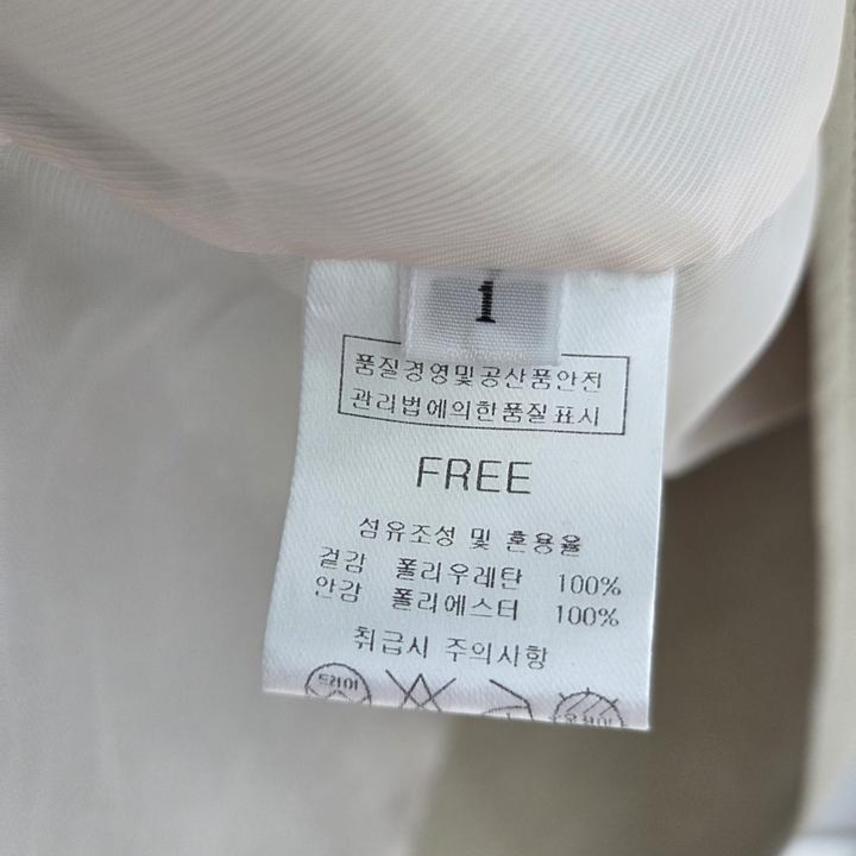 1
품질경영및공산품안전
관리법에의한품질표시
FREE
섬유조성 및 혼용율
겉감 폴리우레탄 100%
안감 폴리에스터 100%
취급시 주의사항
드라이